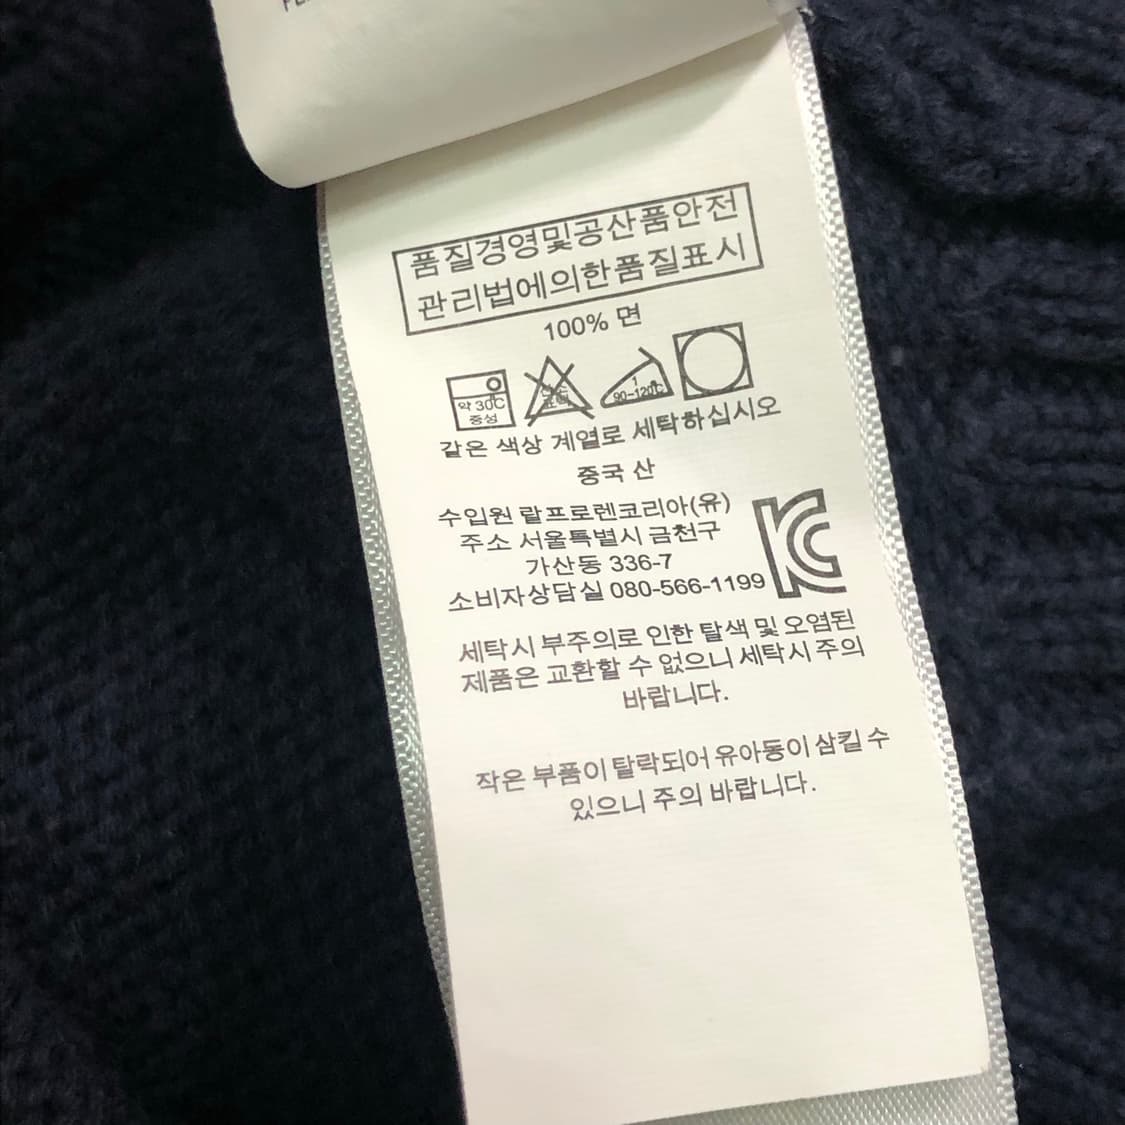 품질경영및공산품안전
관리법에의한품질표시
100% 면
약 30℃
중성
1
90~120℃
같은 색상 계열로 세탁하십시오
중국 산
수입원 랄프로렌코리아(유)
주소 서울특별시 금천구
가산동 336-7
소비자상담실 080-566-1199
세탁시 부주의로 인한 탈색 및 오염된
제품은 교환할 수 없으니 세탁시 주의
바랍니다.
작은 부품이 탈락되어 유아동이 삼킬 수
있으니 주의 바랍니다.